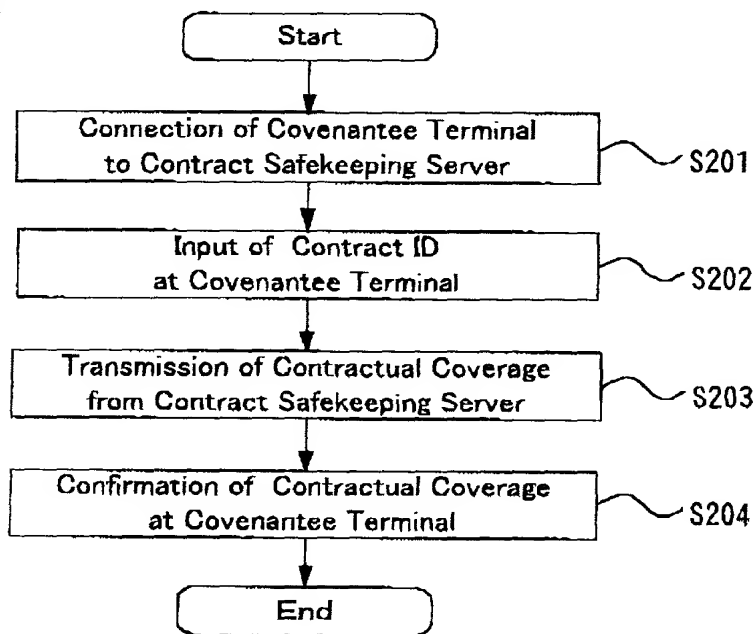 Start
Connection of Covenantee Terminal
to Contract Safekeeping Server
S201
Input of Contract ID
at Covenantee Terminal
S202
Transmission of Contractual Coverage
from Contract Safekeeping Server
S203
Confirmation of Contractual Coverage
at Covenantee Terminal
S204
End